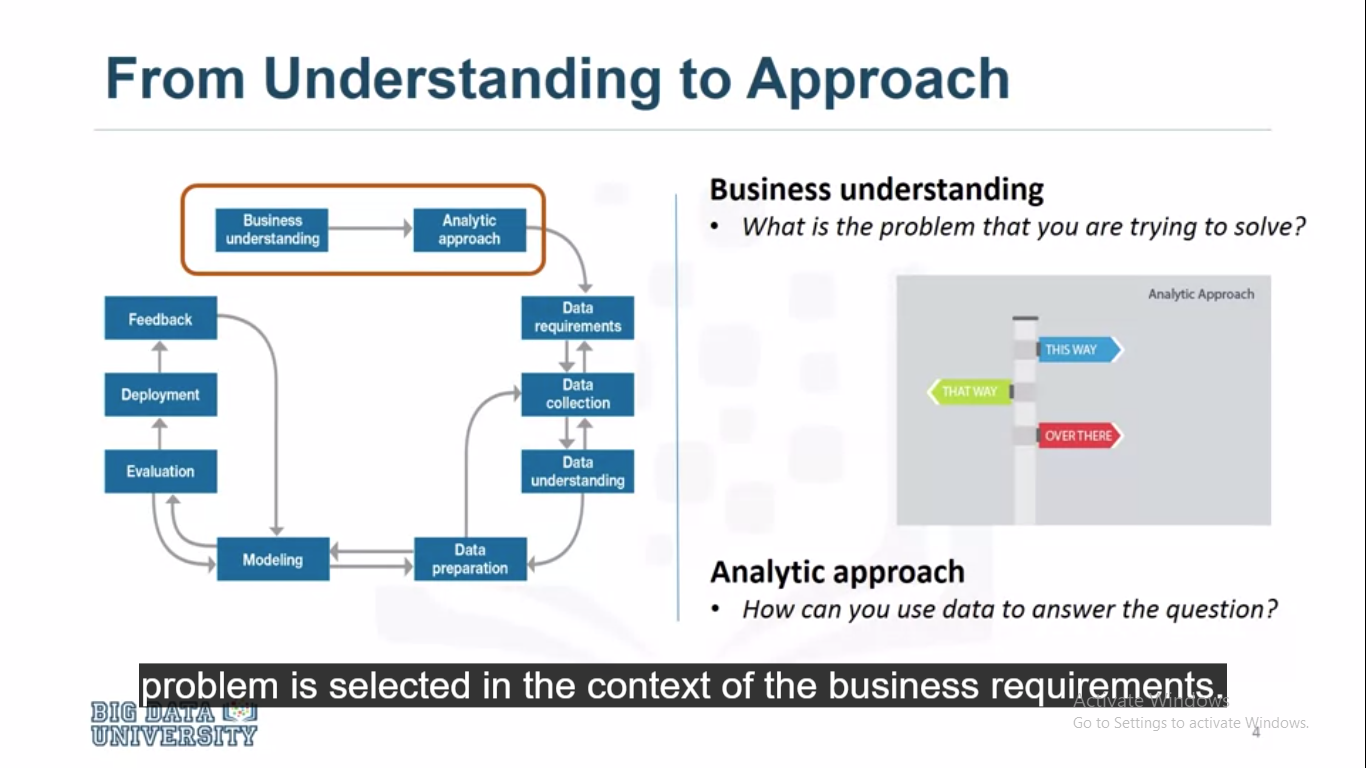 From Understanding to Approach
Business
understanding
Analytic
approach
Feedback
Data
requirements
Deployment
Data
collection
Evaluation
Data
understanding
Modeling
Data
preparation
Business understanding
• What is the problem that you are trying to solve?
Analytic Approach
THIS WAY
THAT WAY
OVER THERE
Analytic approach
• How can you use data to answer the question?
problem is selected in the context of the business requirements.
BIG DATA
UNIVERSITY
Activate Windows
Go to Settings to activate Windows.
4